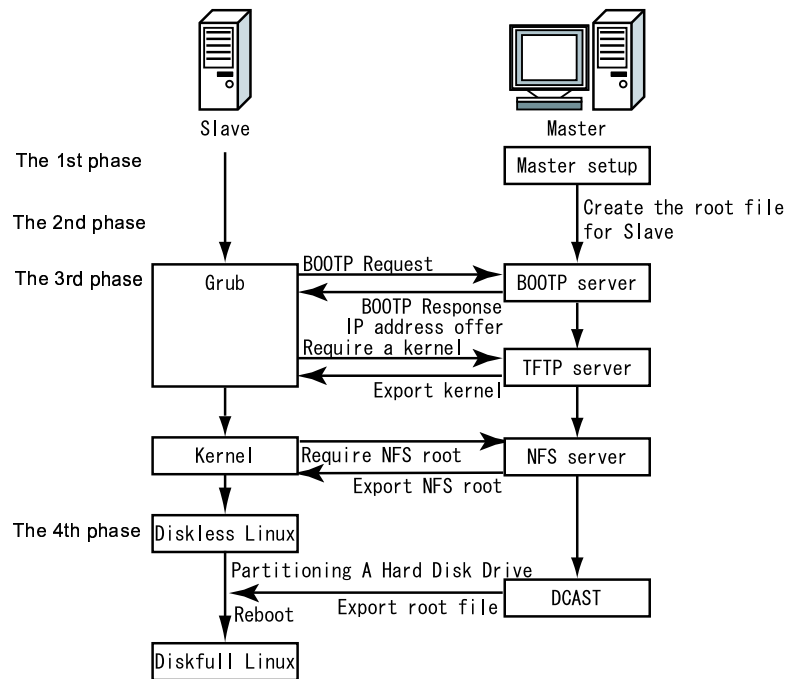 Slave
Master
The 1st phase
Master setup
The 2nd phase
Create the root file
for Slave
The 3rd phase
Grub
BOOTP Request
BOOTP server
BOOTP Response
IP address offer
Require a kernel
TFTP server
Export kernel
Kernel
Require NFS root
NFS server
Export NFS root
The 4th phase
Diskless Linux
Partitioning A Hard Disk Drive
DCAST
Export root file
Reboot
Diskfull Linux